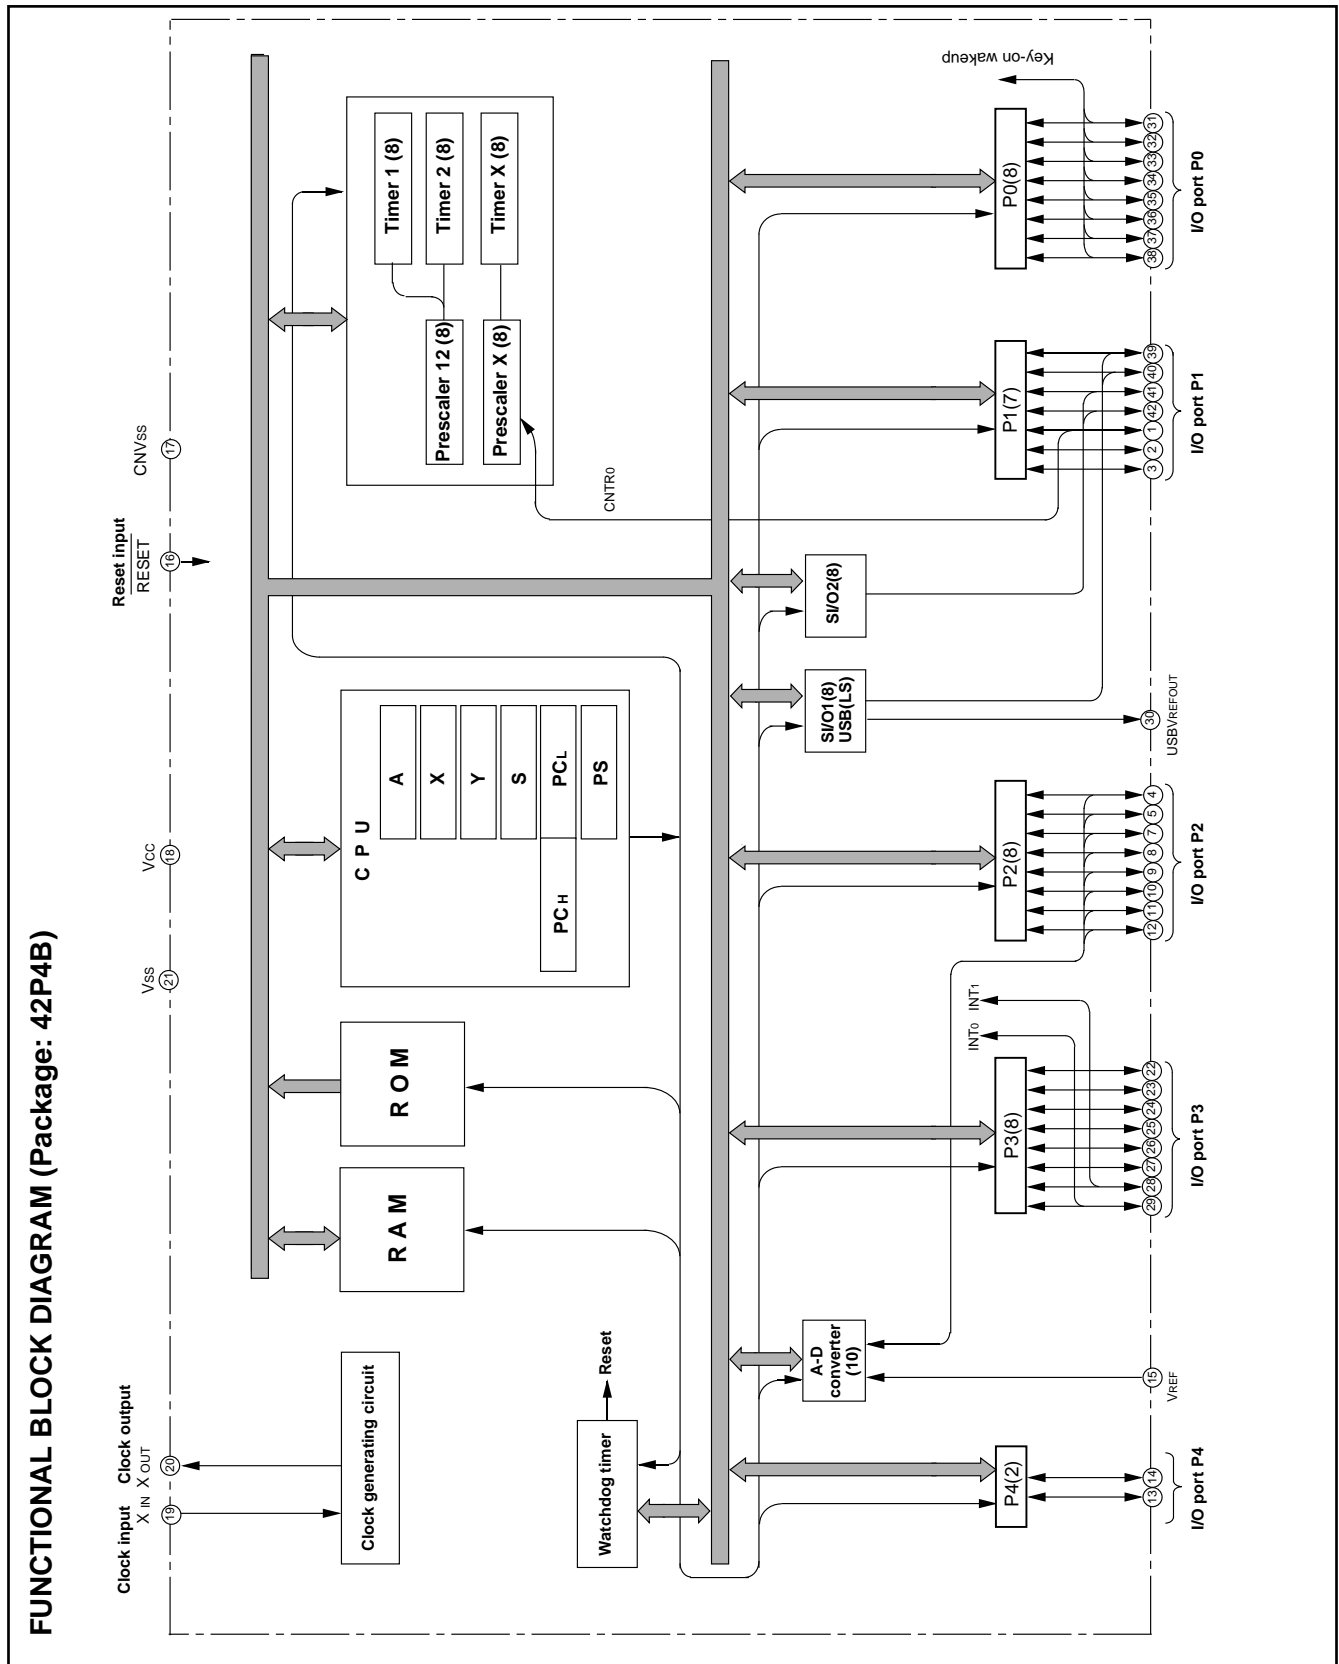 FUNCTIONAL BLOCK DIAGRAM (Package: 42P4B)
Clock input
XIN
19
Clock output
XOUT
20
VSS
21
VCC
18
Reset input
RESET
16
CNVSS
17
Clock generating circuit
RAM
ROM
CPU
A
X
Y
S
PCH
PCL
PS
Prescaler 12 (8)
Prescaler X (8)
Timer 1 (8)
Timer 2 (8)
Timer X (8)
CNTR0
Watchdog timer
Reset
A-D
converter
(10)
SI/O1(8)
USB(LS)
SI/O2(8)
INT0
INT1
Key-on wakeup
P4(2)
P3(8)
P2(8)
P1(7)
P0(8)
13 14
15
29 28 27 26 25 24 23 22
12 11 10 9 8 7 5 4
30
3 2 1 42 41 40 39
38 37 36 35 34 33 32 31
VREF
USBVREFOUT
I/O port P4
I/O port P3
I/O port P2
I/O port P1
I/O port P0